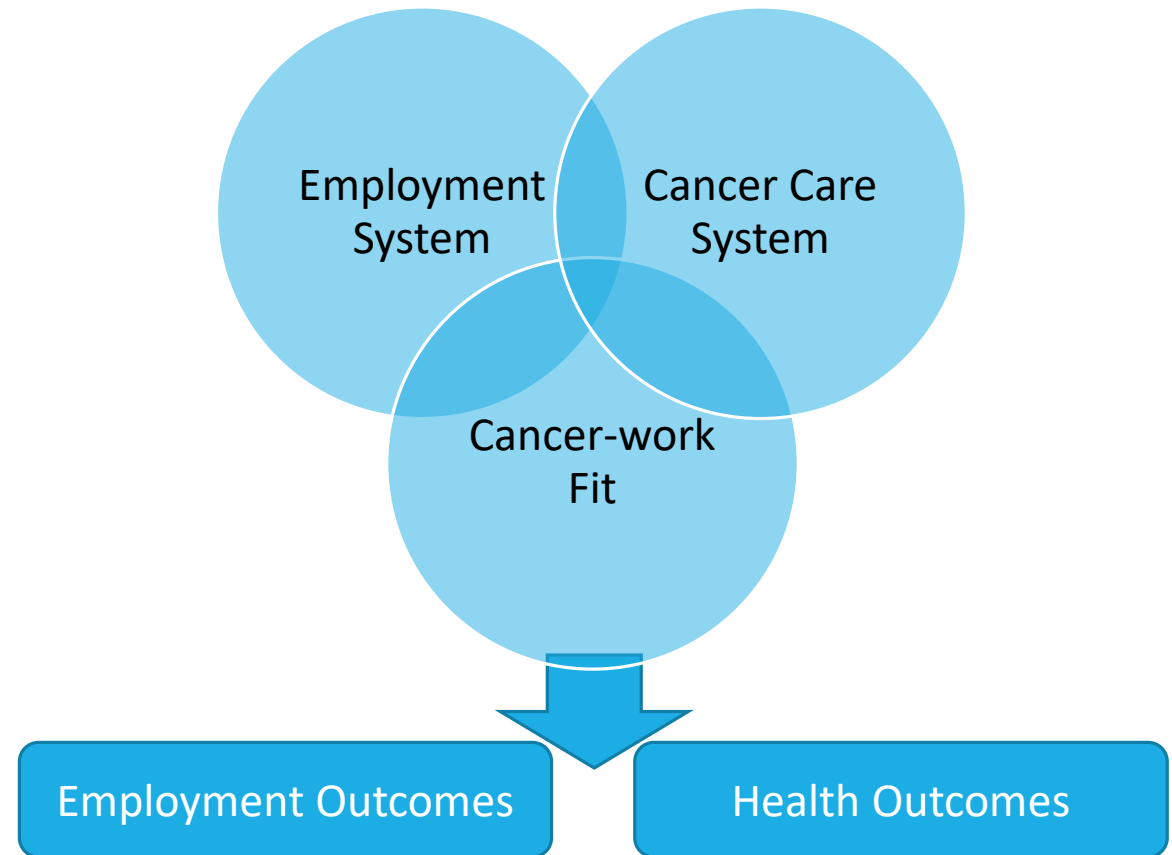 Employment
System
Cancer Care
System
Cancer-work
Fit
Employment Outcomes
Health Outcomes